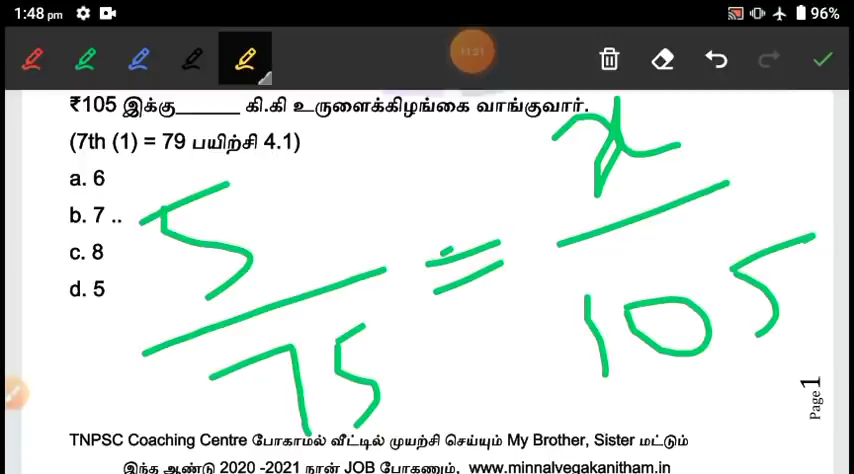 1:48 pm 96%
11:21
₹105 இக்கு______ கி.கி உருளைக்கிழங்கை வாங்குவார்.
(7th (1) = 79 பயிற்சி 4.1)
a. 6
b. 7 ..
c. 8
d. 5
5/75 = x/105
Page 1
TNPSC Coaching Centre போகாமல் வீட்டில் முயற்சி செய்யும் My Brother, Sister மட்டும்
இந்த ஆண்டு 2020 -2021 நான் JOB போகணும், www.minnalvegakanitham.in